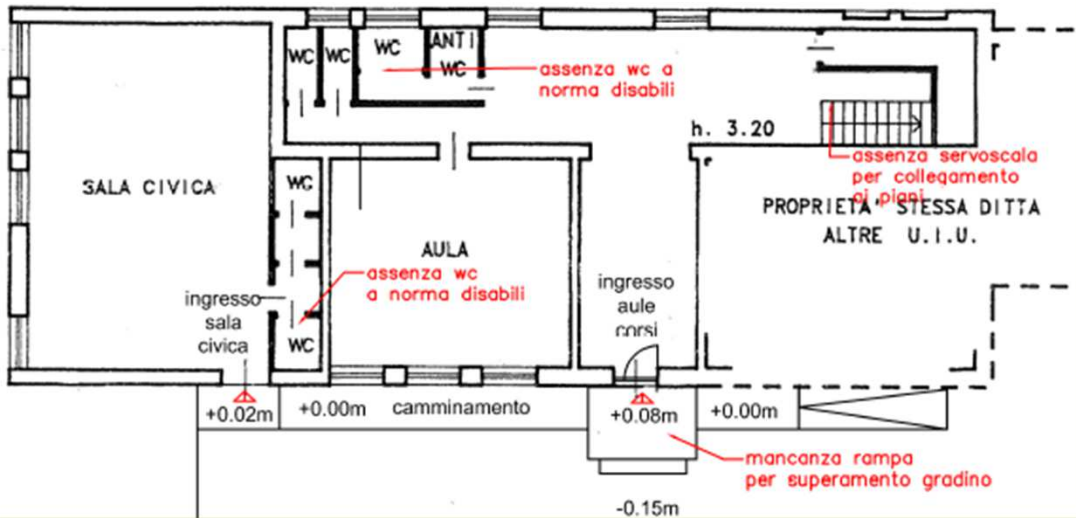 WC
WC
WC
ANTI
WC
assenza wc a
norma disabili
h. 3.20
assenza servoscala
per collegamento
ai piani
SALA CIVICA
WC
PROPRIETA' STESSA DITTA
ALTRE U.I.U.
AULA
assenza wc
a norma disabili
ingresso
sala
civica
ingresso
aule
corsi
WC
+0.02m
+0.00m
camminamento
+0.08m
+0.00m
mancanza rampa
per superamento gradino
-0.15m